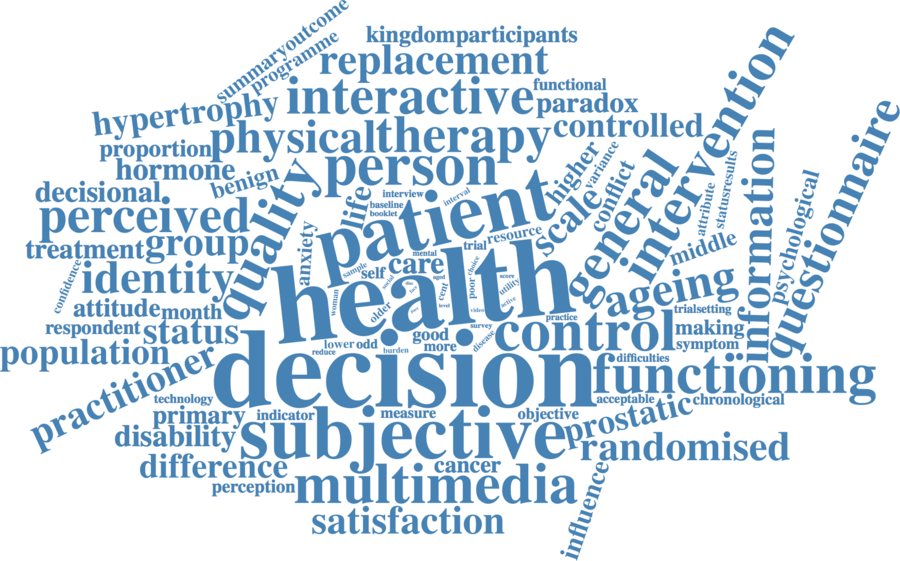 summaryoutcome
kingdomparticipants
programme
replacement
functional
hypertrophy
interactive
paradox
intervention
physicaltherapy
controlled
proportion
hormone
benign
person
higher
variance
conflict
decisional
quality
life
interview
interval
baseline
booklet
patient
scale
general
attribute
statusresults
information
psychological
questionnaire
perceived
treatment
group
anxiety
trial
resource
middle
mental
confidence
identity
sample
self
care
choice
aged
score
utility
health
ageing
attitude
month
woman
older
cent
poor
active
level
video
trialsetting
respondent
status
practice
control
making
lower
odd
good
more
survey
disease
symptom
reduce
burden
population
practitioner
decision
difficulties
functioning
technology
acceptable
chronological
primary
indicator
measure
objective
prostatic
disability
subjective
randomised
difference
cancer
perception
multimedia
influence
satisfaction